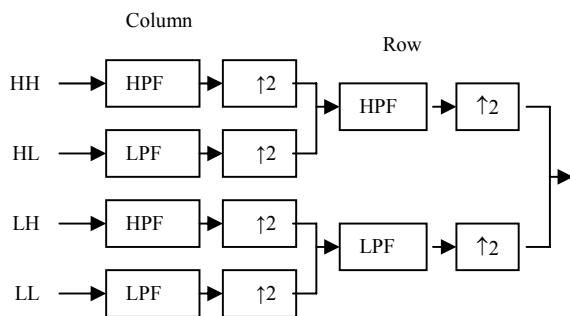 Column
Row
HH HPF ↑2
HPF ↑2
HL LPF ↑2
LH HPF ↑2
LPF ↑2
LL LPF ↑2